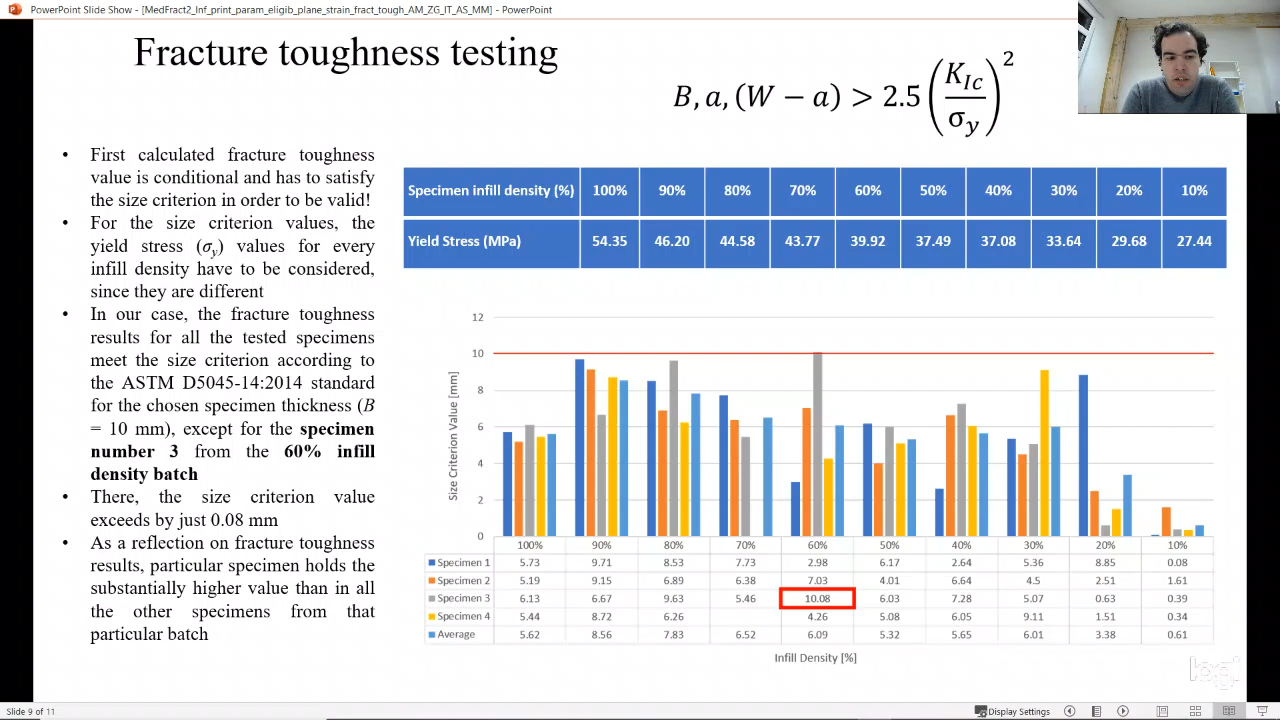 PowerPoint Slide Show - [MedFract2_Inf_print_param_eligib_plane_strain_fract_tough_AM_ZG_IT_AS_MM] - PowerPoint
Fracture toughness testing
B, a, (W − a) > 2.5 (K_Ic / σ_y)^2
• First calculated fracture toughness
value is conditional and has to satisfy
the size criterion in order to be valid!
• For the size criterion values, the
yield stress (σy) values for every
infill density have to be considered,
since they are different
• In our case, the fracture toughness
results for all the tested specimens
meet the size criterion according to
the ASTM D5045-14:2014 standard
for the chosen specimen thickness (B
= 10 mm), except for the specimen
number 3 from the 60% infill
density batch
• There, the size criterion value
exceeds by just 0.08 mm
• As a reflection on fracture toughness
results, particular specimen holds the
substantially higher value than in all
the other specimens from that
particular batch
Specimen infill density (%) 100% 90% 80% 70% 60% 50% 40% 30% 20% 10%
Yield Stress (MPa) 54.35 46.20 44.58 43.77 39.92 37.49 37.08 33.64 29.68 27.44
Size Criterion Value [mm]
12
10
8
6
4
2
0
100% 90% 80% 70% 60% 50% 40% 30% 20% 10%
Specimen 1 5.73 9.71 8.53 7.73 2.98 6.17 2.64 5.36 8.85 0.08
Specimen 2 5.19 9.15 6.89 6.38 7.03 4.01 6.64 4.5 2.51 1.61
Specimen 3 6.13 6.67 9.63 5.46 10.08 6.03 7.28 5.07 0.63 0.39
Specimen 4 5.44 8.72 6.26 4.26 5.08 6.05 9.11 1.51 0.34
Average 5.62 8.56 7.83 6.52 6.09 5.32 5.65 6.01 3.38 0.61
Infill Density [%]
Slide 9 of 11
Display Settings